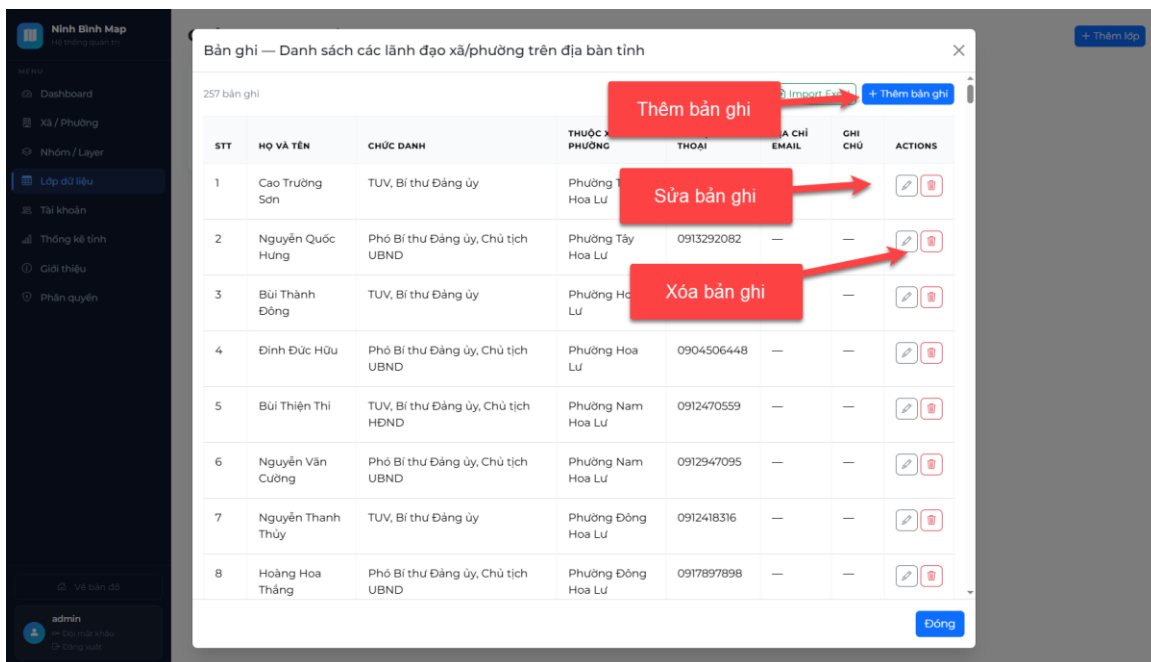 Ninh Bình Map
Hệ thống quản trị
MENU
Dashboard
Xã / Phường
Nhóm / Layer
Lớp dữ liệu
Tài khoản
Thống kê tỉnh
Giới thiệu
Phân quyền
Về bản đồ
admin
Đổi mật khẩu
Đăng xuất
+ Thêm lớp
Bản ghi — Danh sách các lãnh đạo xã/phường trên địa bàn tỉnh
257 bản ghi
Import
+ Thêm bản ghi
Thêm bản ghi
Sửa bản ghi
Xóa bản ghi
STT HỌ VÀ TÊN CHỨC DANH THUỘC ACTIONS
PHƯỜNG THOẠI EMAIL GHI CHÚ
1 Cao Trường Sơn TUV, Bí thư Đảng ủy Phường Hoa Lư
2 Nguyễn Quốc Hưng Phó Bí thư Đảng ủy, Chủ tịch UBND Phường Tây Hoa Lư 0913292082 — —
3 Bùi Thành Đông TUV, Bí thư Đảng ủy Phường Lư —
4 Đinh Đức Hữu Phó Bí thư Đảng ủy, Chủ tịch UBND Phường Hoa Lư 0904506448 — —
5 Bùi Thiện Thi TUV, Bí thư Đảng ủy, Chủ tịch HĐND Phường Nam Hoa Lư 0912470559 — —
6 Nguyễn Văn Cường Phó Bí thư Đảng ủy, Chủ tịch UBND Phường Nam Hoa Lư 0912947095 — —
7 Nguyễn Thanh Thủy TUV, Bí thư Đảng ủy Phường Đông Hoa Lư 0912418316 — —
8 Hoàng Hoa Thắng Phó Bí thư Đảng ủy, Chủ tịch UBND Phường Đông Hoa Lư 0917897898 — —
Đóng